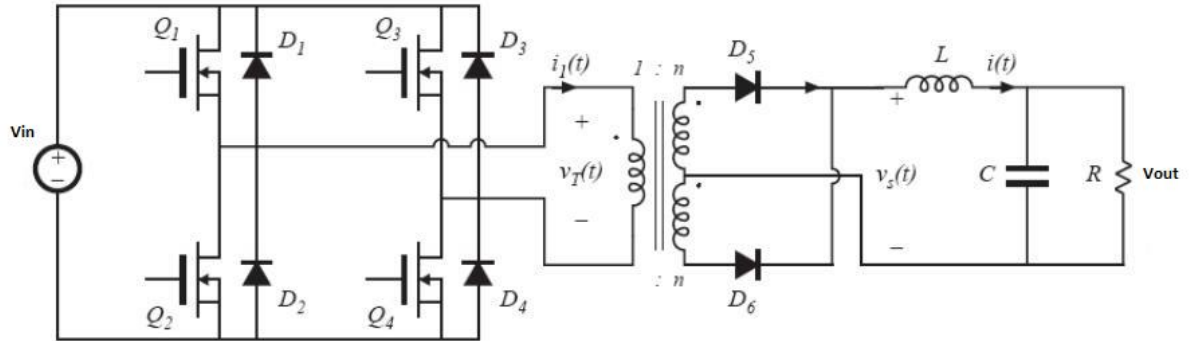 Q1
D1
Q3
D3
i1(t)
1 : n
D5
L
i(t)
Vin
+
−
+
vT(t)
−
+
vs(t)
−
C
R
Vout
Q2
D2
Q4
D4
: n
D6